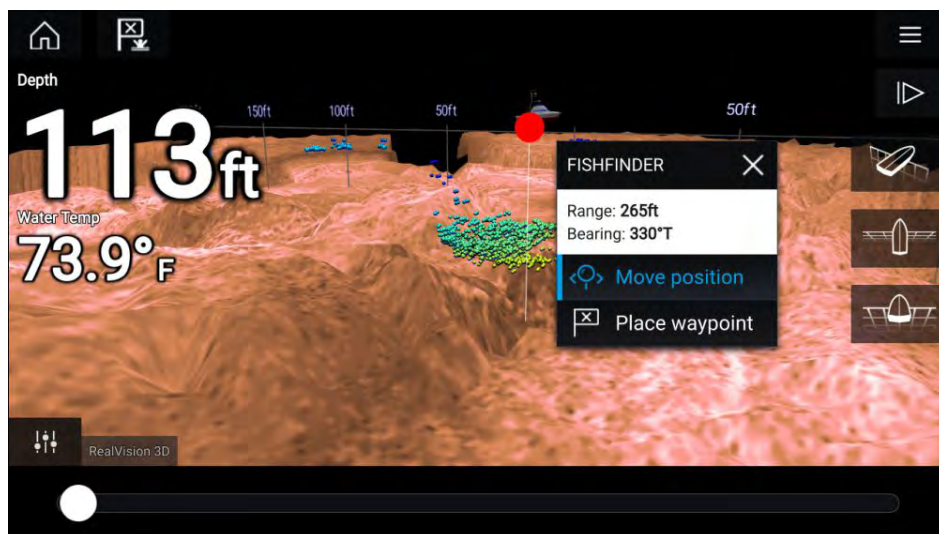 Depth
113ft
Water Temp
73.9°F
150ft
100ft
50ft
50ft
FISHFINDER
Range: 265ft
Bearing: 330°T
Move position
Place waypoint
RealVision 3D